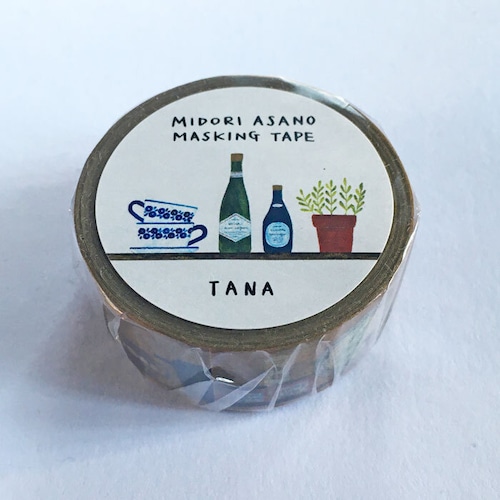 MIDORI ASANO
MASKING TAPE
TANA